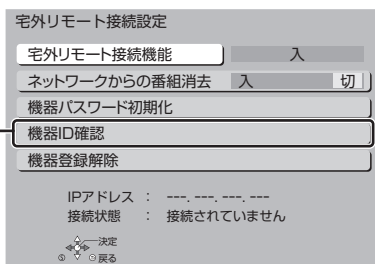 宅外リモート接続設定
宅外リモート接続機能 入
ネットワークからの番組消去 入 切
機器パスワード初期化
機器ID確認
機器登録解除
IPアドレス : ---. ---. ---. ---
接続状態 : 接続されていません
決定
戻る